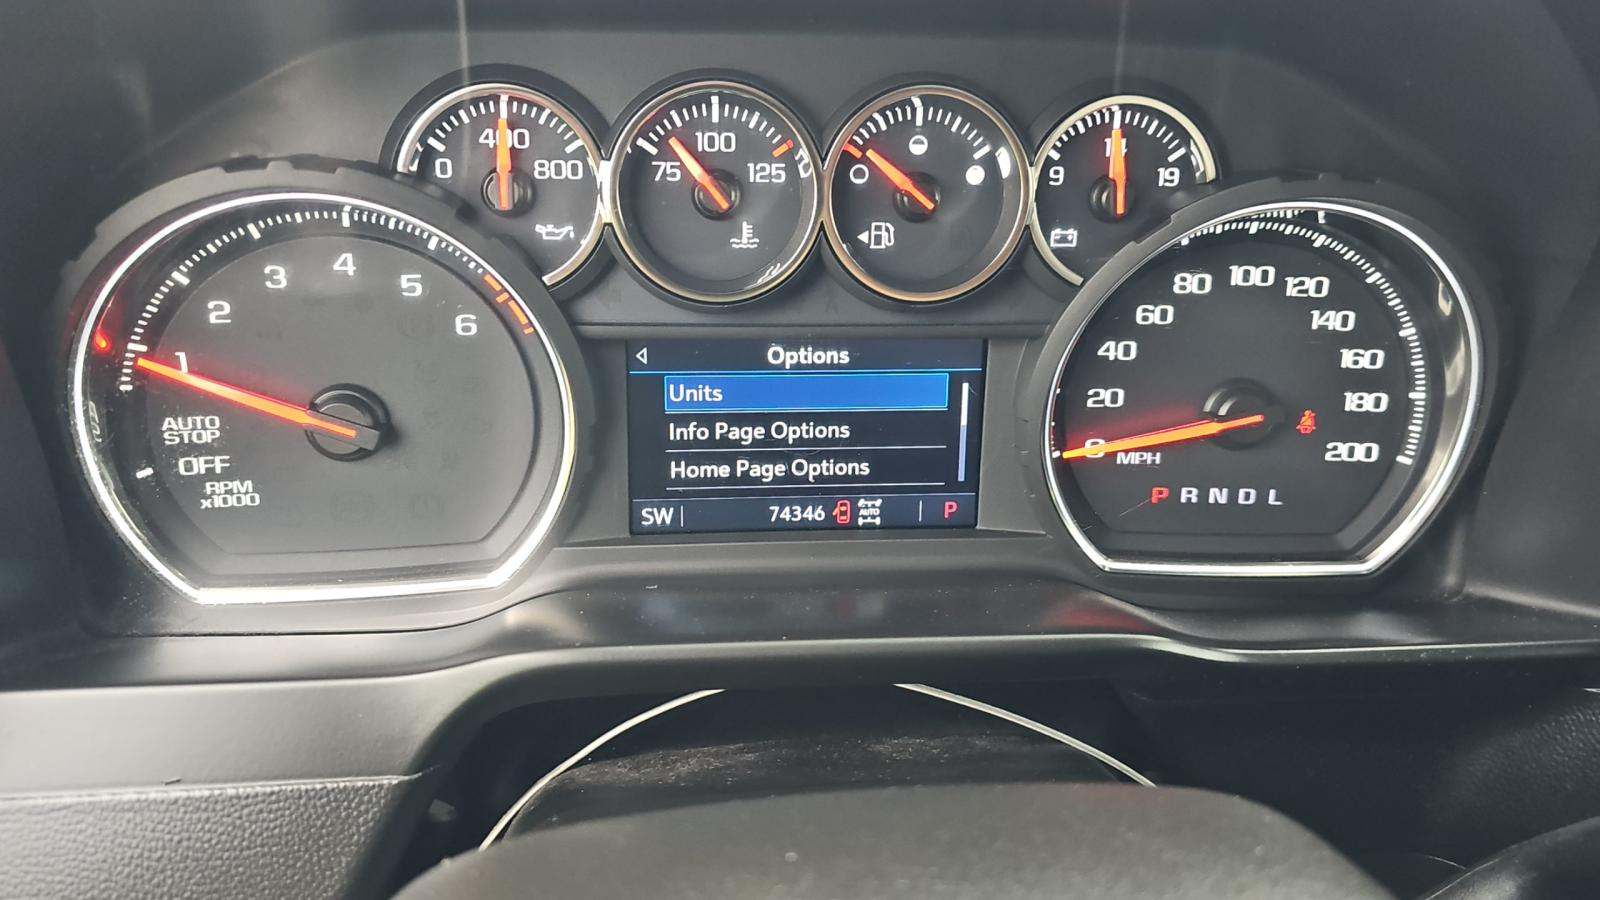 0 400 800
75 100 125
9 14 19
1 2 3 4 5 6
AUTO
STOP
OFF
RPM
x1000
Options
Units
Info Page Options
Home Page Options
SW 74346 AUTO P
0 20 40 60 80 100 120 140 160 180 200
MPH
P R N D L